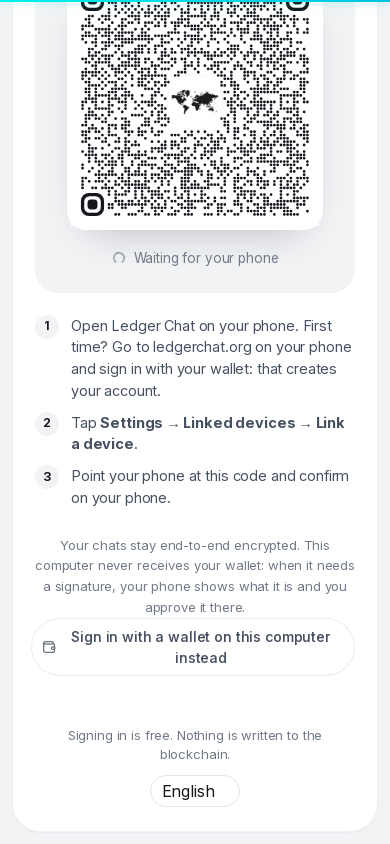 Waiting for your phone
1
Open Ledger Chat on your phone. First
time? Go to ledgerchat.org on your phone
and sign in with your wallet: that creates
your account.
2
Tap Settings → Linked devices → Link
a device.
3
Point your phone at this code and confirm
on your phone.
Your chats stay end-to-end encrypted. This
computer never receives your wallet: when it needs
a signature, your phone shows what it is and you
approve it there.
Sign in with a wallet on this computer
instead
Signing in is free. Nothing is written to the
blockchain.
English